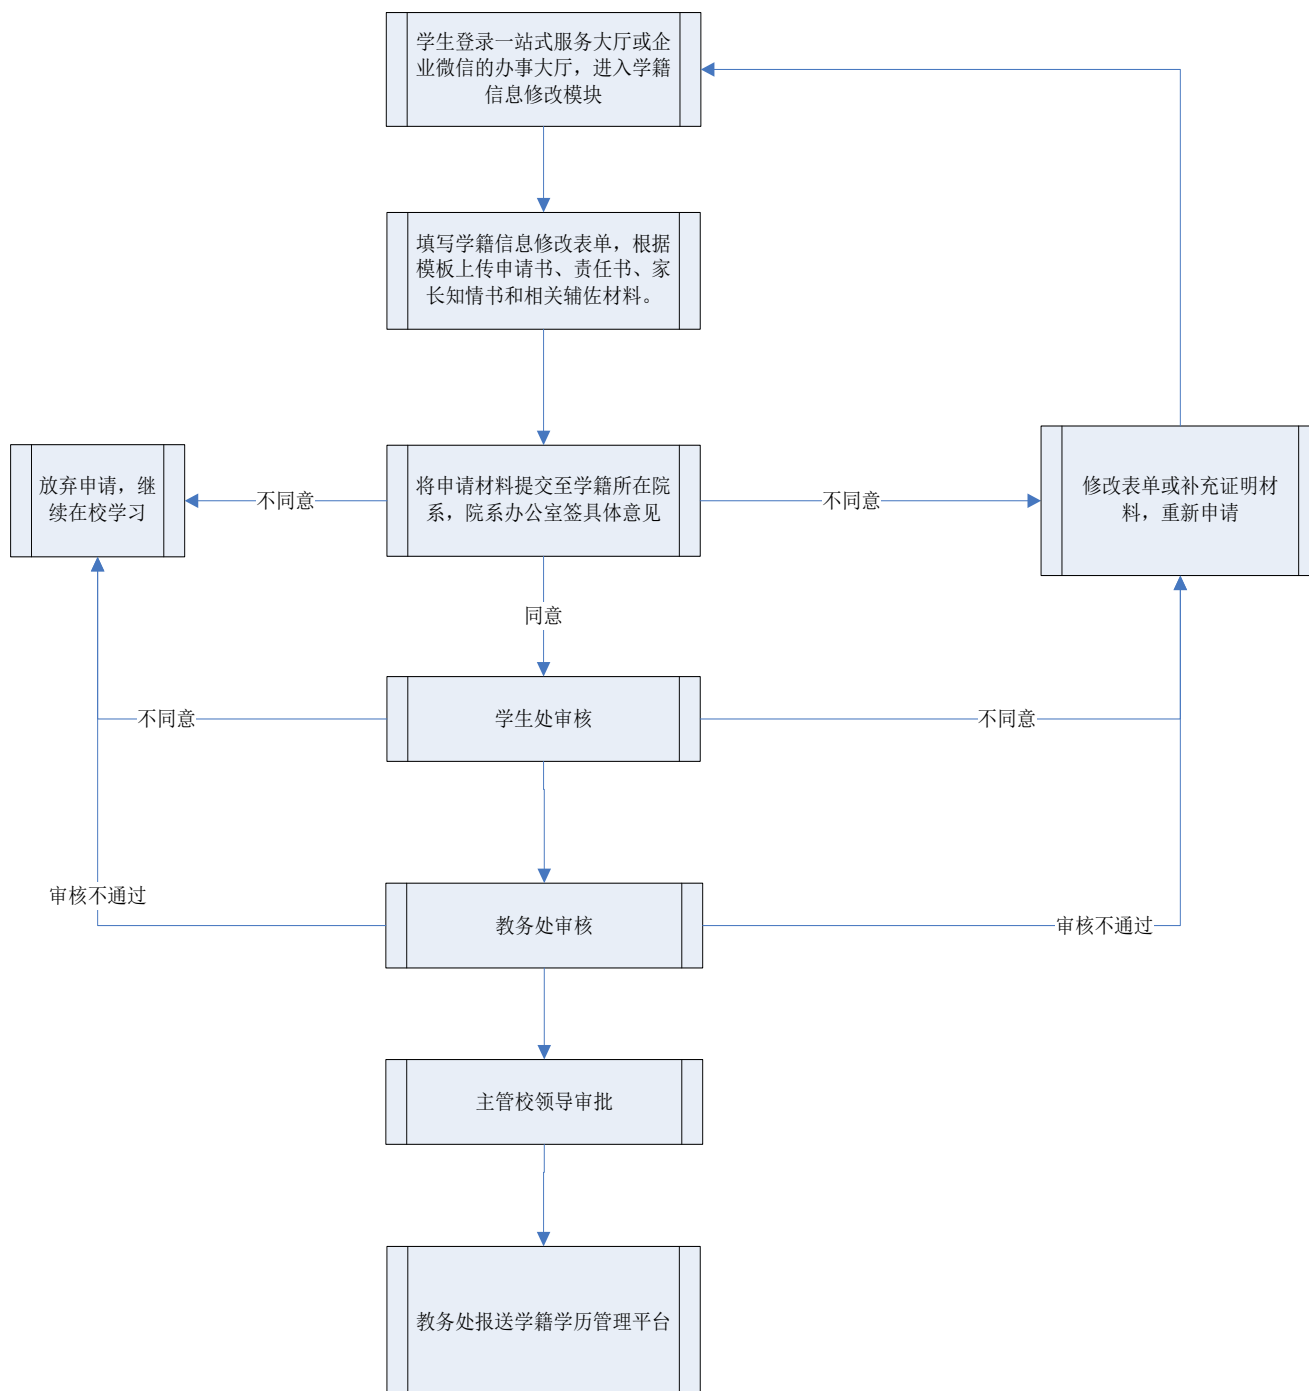 学生登录一站式服务大厅或企
业微信的办事大厅，进入学籍
信息修改模块
填写学籍信息修改表单，根据
模板上传申请书、责任书、家
长知情书和相关辅佐材料。
放弃申请，继
续在校学习
不同意
将申请材料提交至学籍所在院
系，院系办公室签具体意见
不同意
修改表单或补充证明材
料，重新申请
同意
不同意
学生处审核
不同意
审核不通过
教务处审核
审核不通过
主管校领导审批
教务处报送学籍学历管理平台